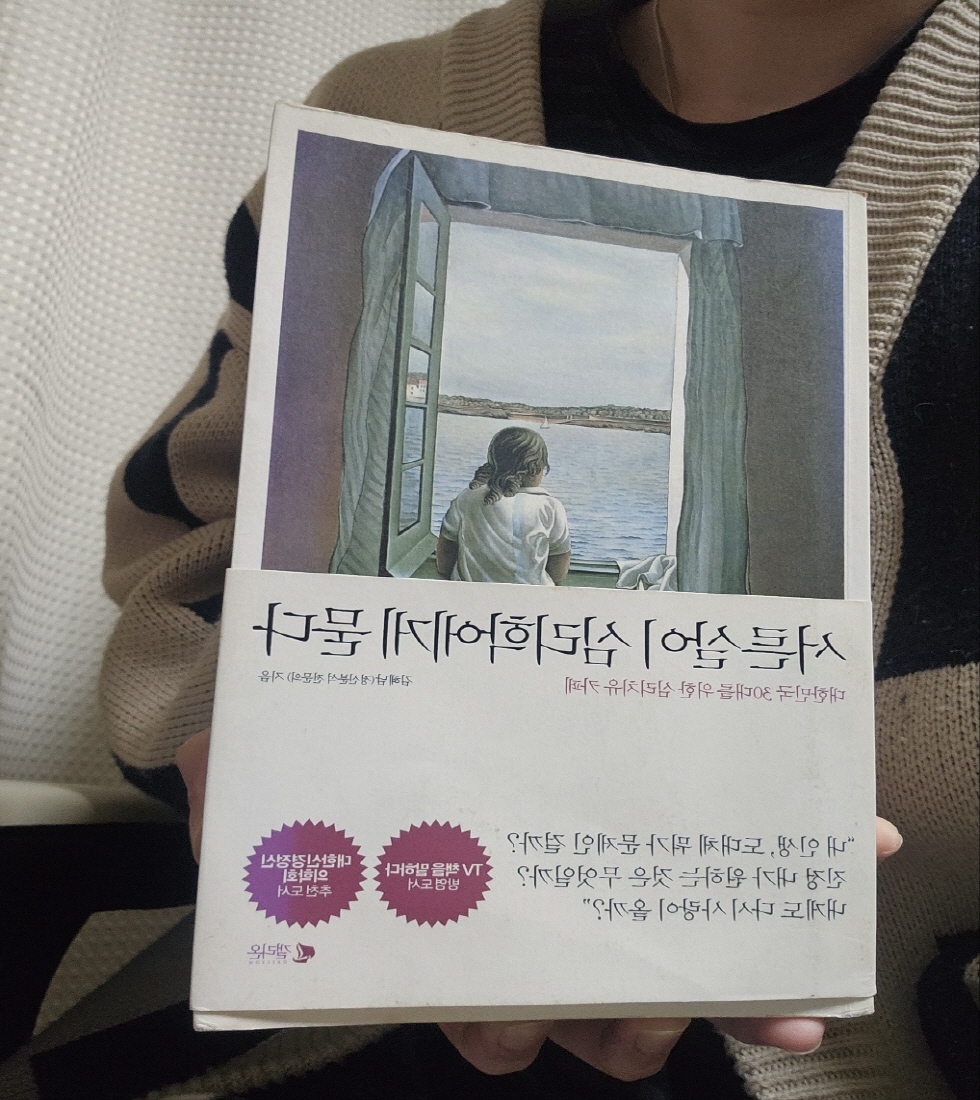 서른살이 심리학에게 묻다
대한민국 30대를 위한 심리치유 카페
김혜남(정신분석 전문의) 지음
“내 인생, 도대체 뭐가 문제인 걸까?
진정 내가 원하는 것은 무엇일까?
내게도 다시 사랑이 올까?”
TV 책을 말하다
방영 도서
대한신경정신
의학회
추천 도서
갤리온
GALLEON